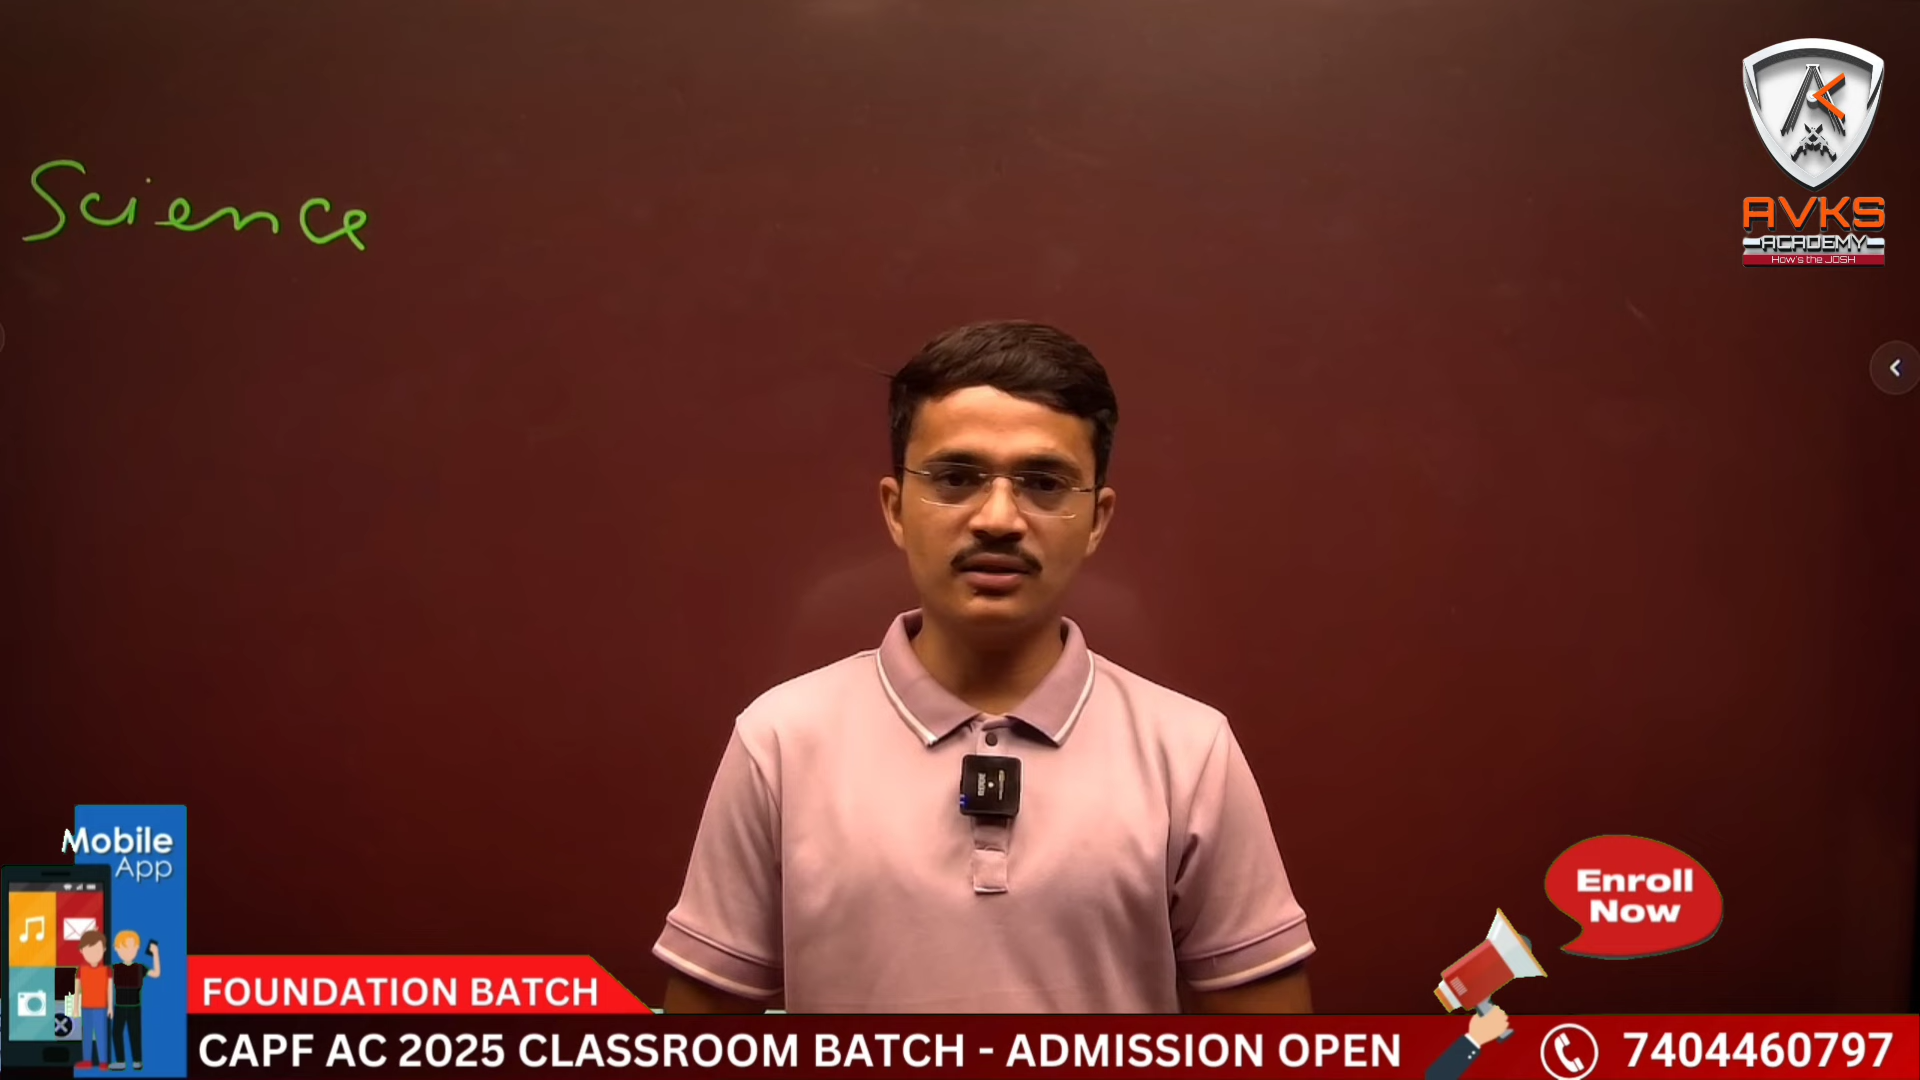 Science
AVKS
ACADEMY
How's the JOSH
Mobile
App
Enroll
Now
FOUNDATION BATCH
CAPF AC 2025 CLASSROOM BATCH - ADMISSION OPEN
7404460797